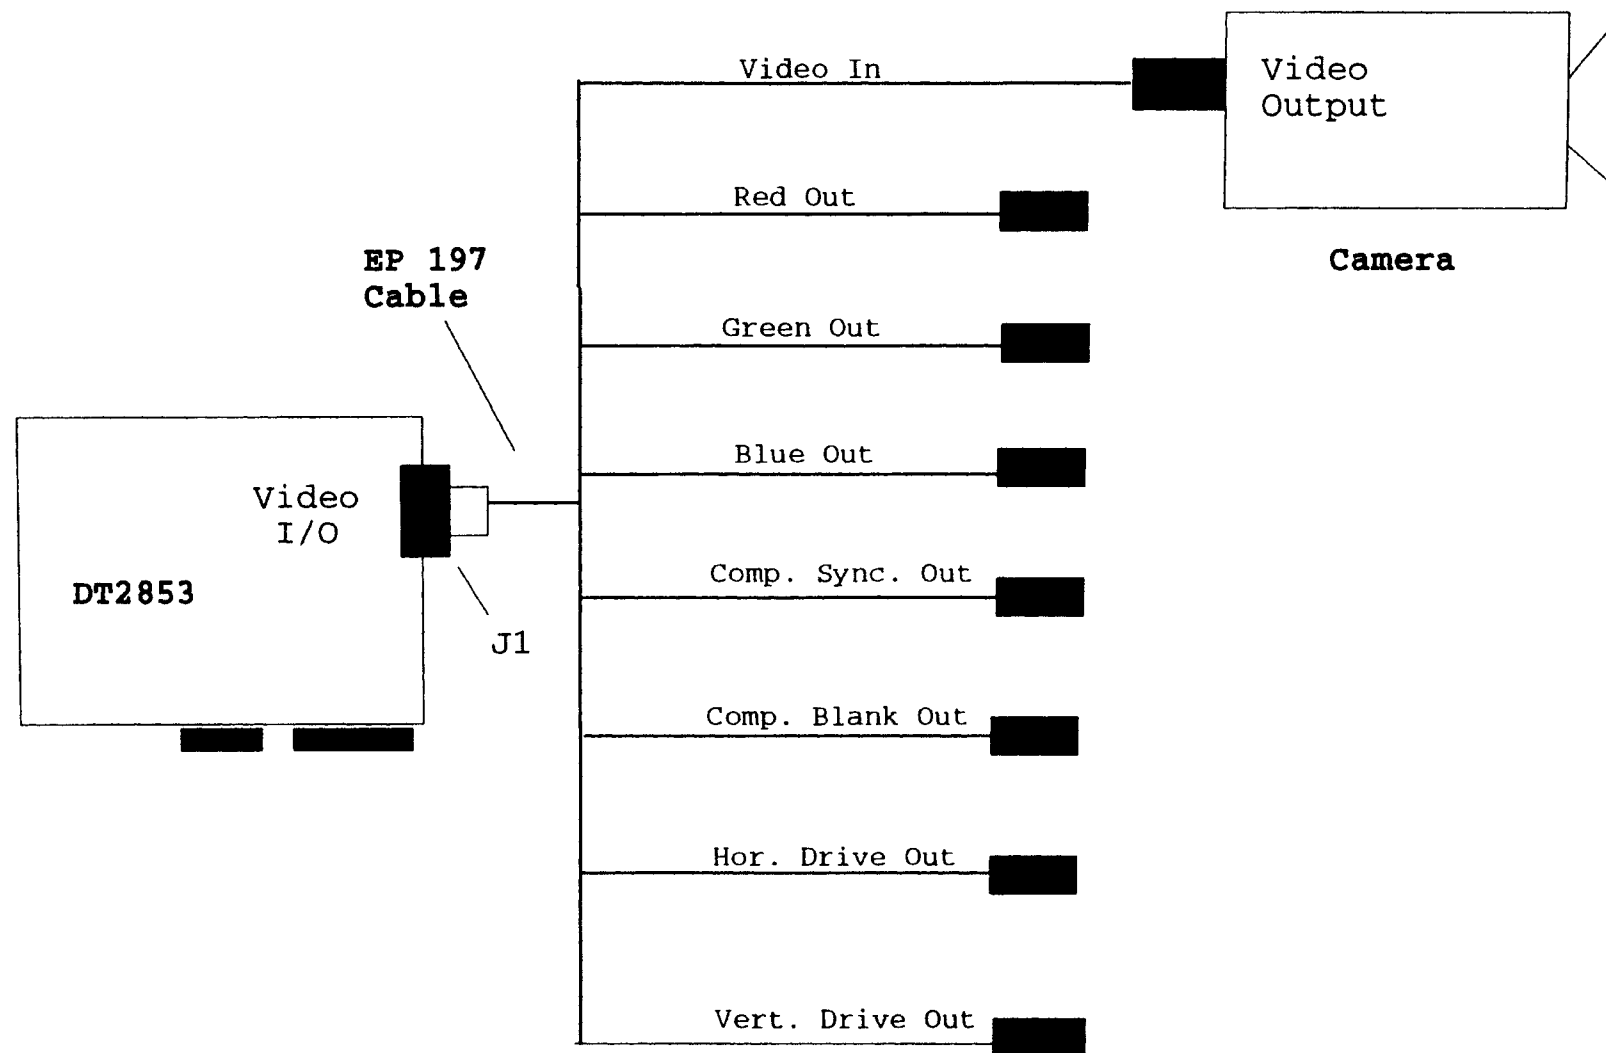 Video In
Video
Output
Red Out
Camera
EP 197
Cable
Green Out
Blue Out
Video
I/O
Comp. Sync. Out
DT2853
J1
Comp. Blank Out
Hor. Drive Out
Vert. Drive Out